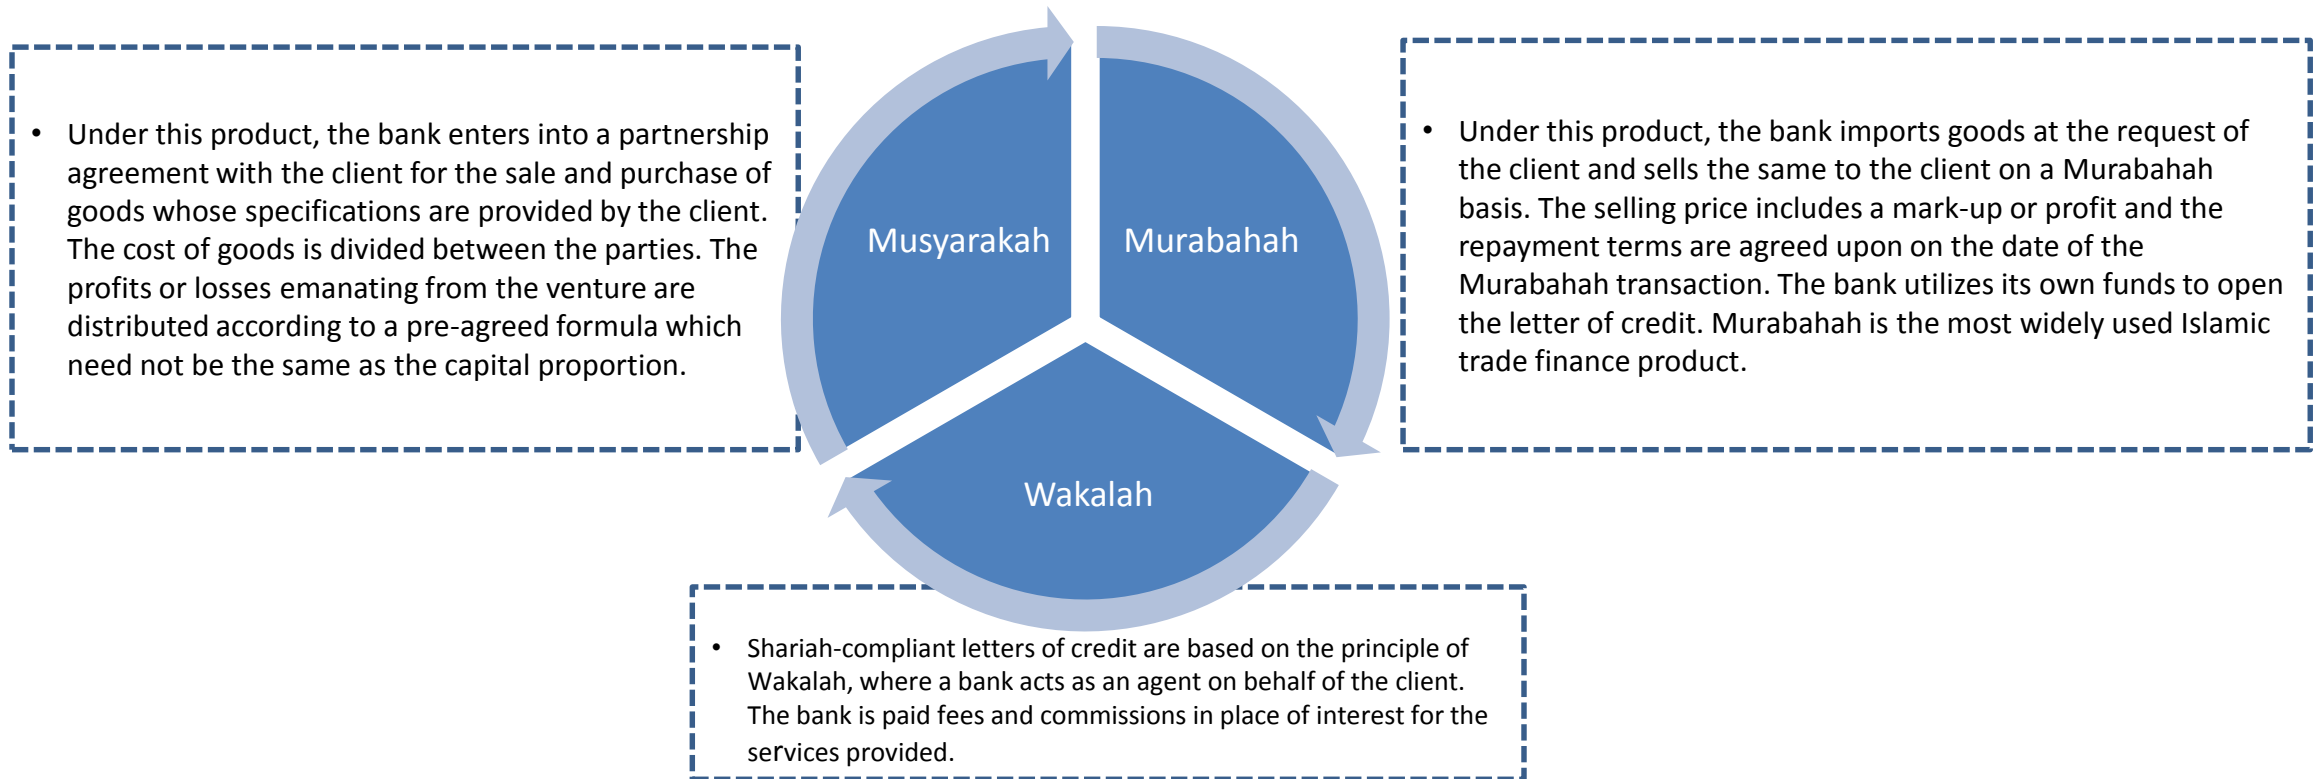 • Under this product, the bank enters into a partnership
agreement with the client for the sale and purchase of
goods whose specifications are provided by the client.
The cost of goods is divided between the parties. The
profits or losses emanating from the venture are
distributed according to a pre-agreed formula which
need not be the same as the capital proportion.
Musyarakah
Murabahah
• Under this product, the bank imports goods at the request of
the client and sells the same to the client on a Murabahah
basis. The selling price includes a mark-up or profit and the
repayment terms are agreed upon on the date of the
Murabahah transaction. The bank utilizes its own funds to open
the letter of credit. Murabahah is the most widely used Islamic
trade finance product.
Wakalah
• Shariah-compliant letters of credit are based on the principle of
Wakalah, where a bank acts as an agent on behalf of the client.
The bank is paid fees and commissions in place of interest for the
services provided.